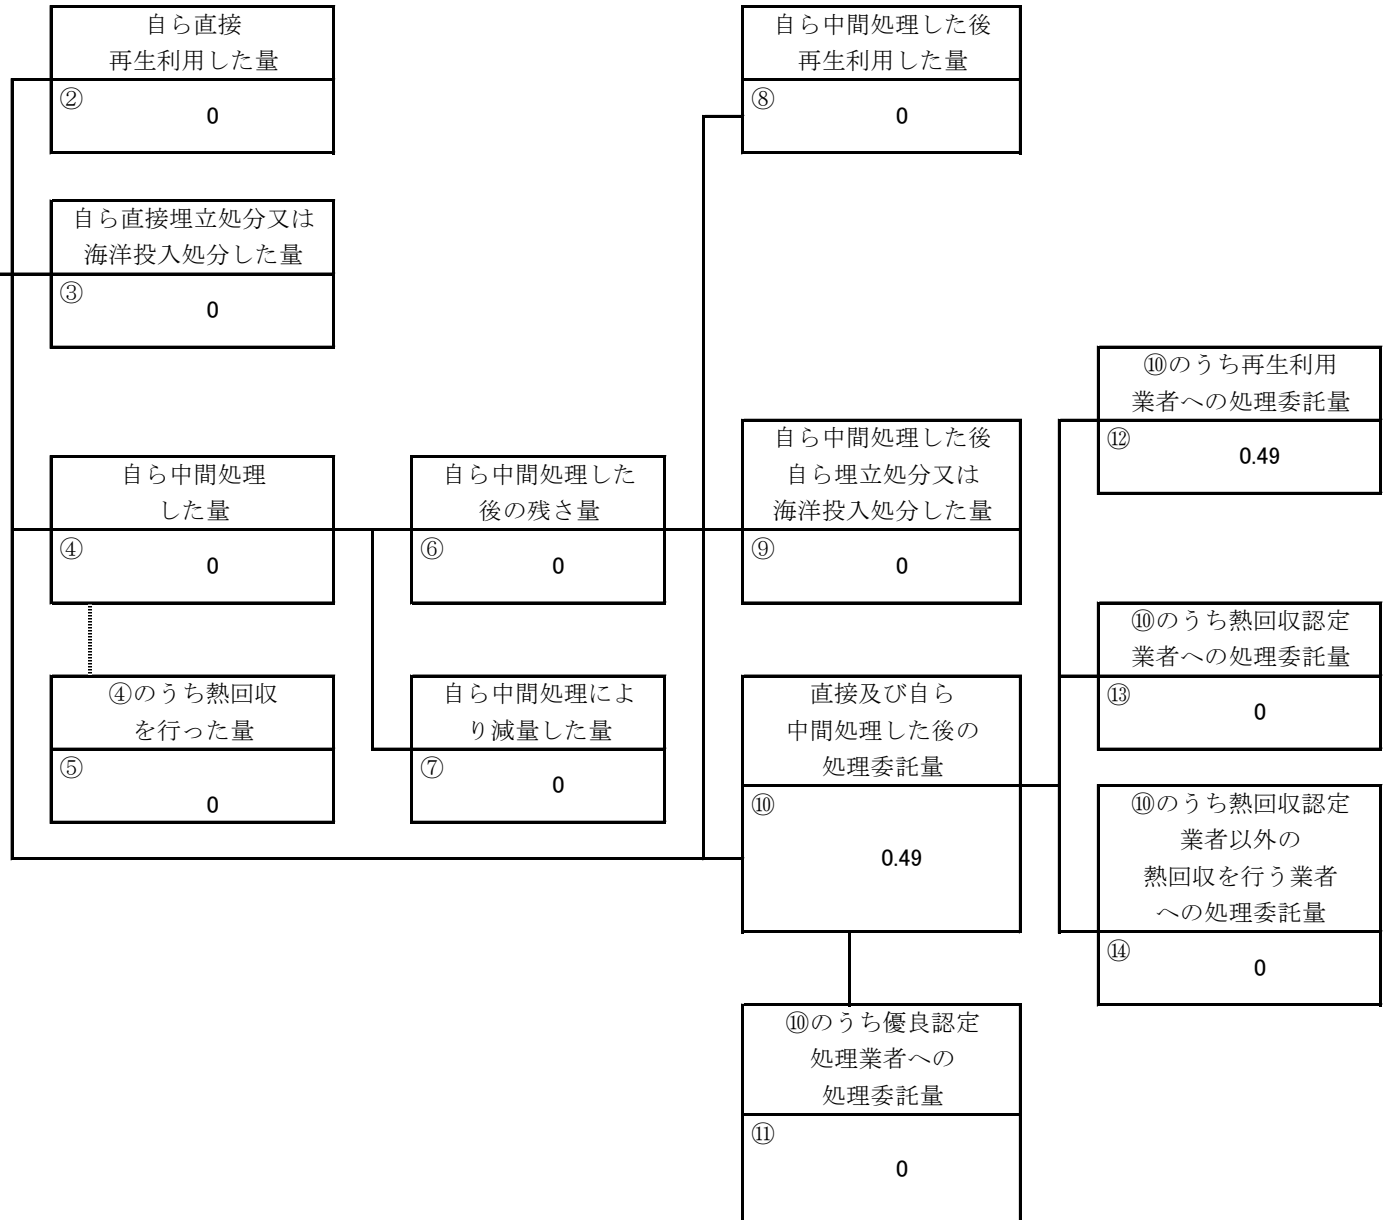 自ら直接
再生利用した量
②
0
自ら直接埋立処分又は
海洋投入処分した量
③
0
自ら中間処理
した量
④
0
④のうち熱回収
を行った量
⑤
0
自ら中間処理した
後の残さ量
⑥
0
自ら中間処理によ
り減量した量
⑦
0
自ら中間処理した後
再生利用した量
⑧
0
自ら中間処理した後
自ら埋立処分又は
海洋投入処分した量
⑨
0
直接及び自ら
中間処理した後の
処理委託量
⑩
0.49
⑩のうち優良認定
処理業者への
処理委託量
⑪
0
⑩のうち再生利用
業者への処理委託量
⑫
0.49
⑩のうち熱回収認定
業者への処理委託量
⑬
0
⑩のうち熱回収認定
業者以外の
熱回収を行う業者
への処理委託量
⑭
0